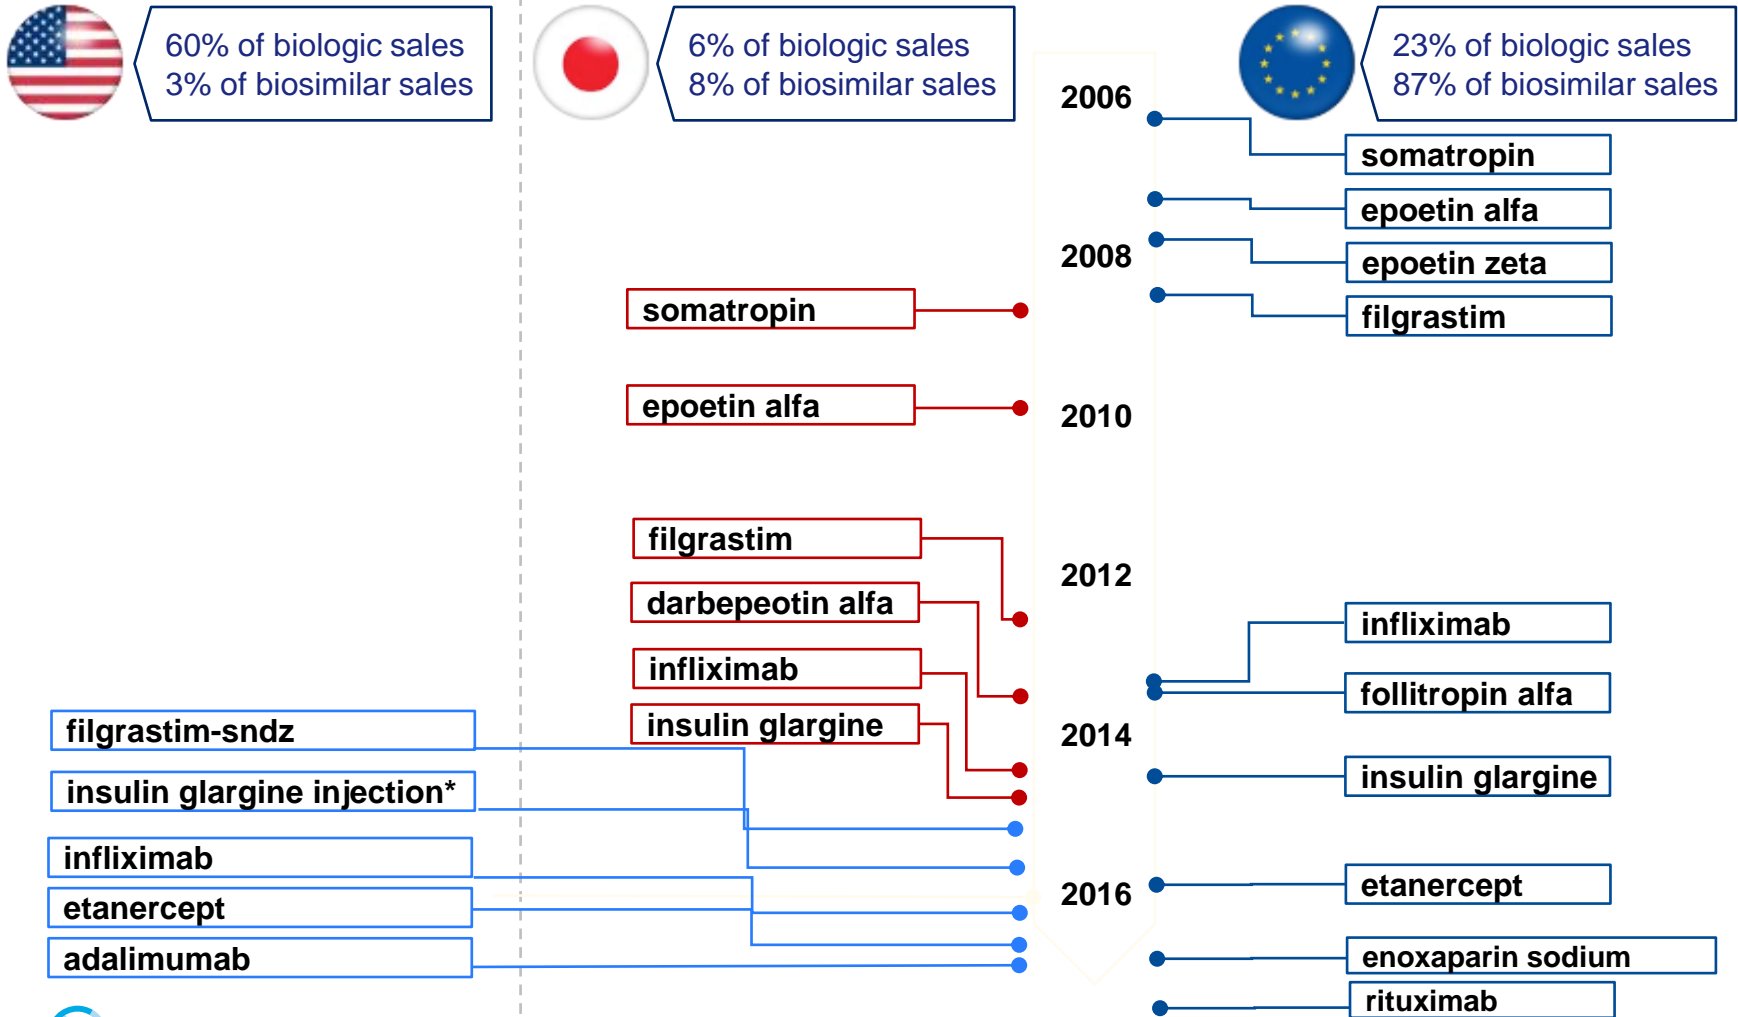 60% of biologic sales
3% of biosimilar sales
6% of biologic sales
8% of biosimilar sales
23% of biologic sales
87% of biosimilar sales
2006
2008
2010
2012
2014
2016
somatropin
epoetin alfa
epoetin zeta
filgrastim
infliximab
follitropin alfa
insulin glargine
etanercept
enoxaparin sodium
rituximab
somatropin
epoetin alfa
filgrastim
darbepeotin alfa
infliximab
insulin glargine
filgrastim-sndz
insulin glargine injection*
infliximab
etanercept
adalimumab